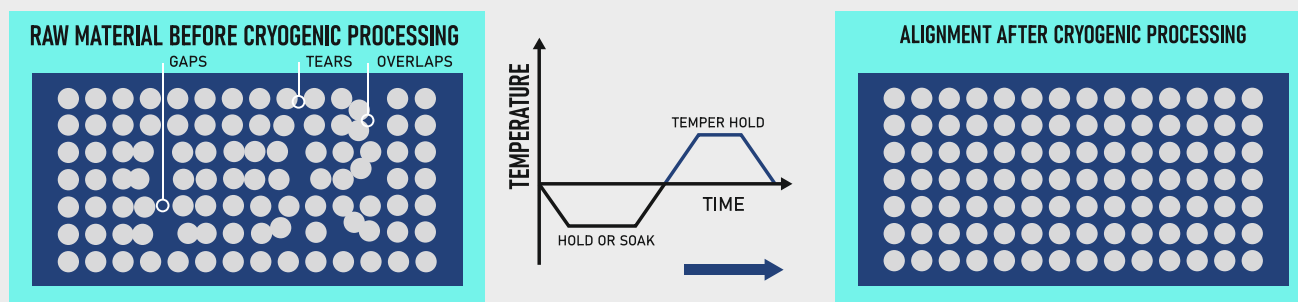 RAW MATERIAL BEFORE CRYOGENIC PROCESSING
GAPS
TEARS
OVERLAPS
TEMPERATURE
TEMPER HOLD
TIME
HOLD OR SOAK
ALIGNMENT AFTER CRYOGENIC PROCESSING